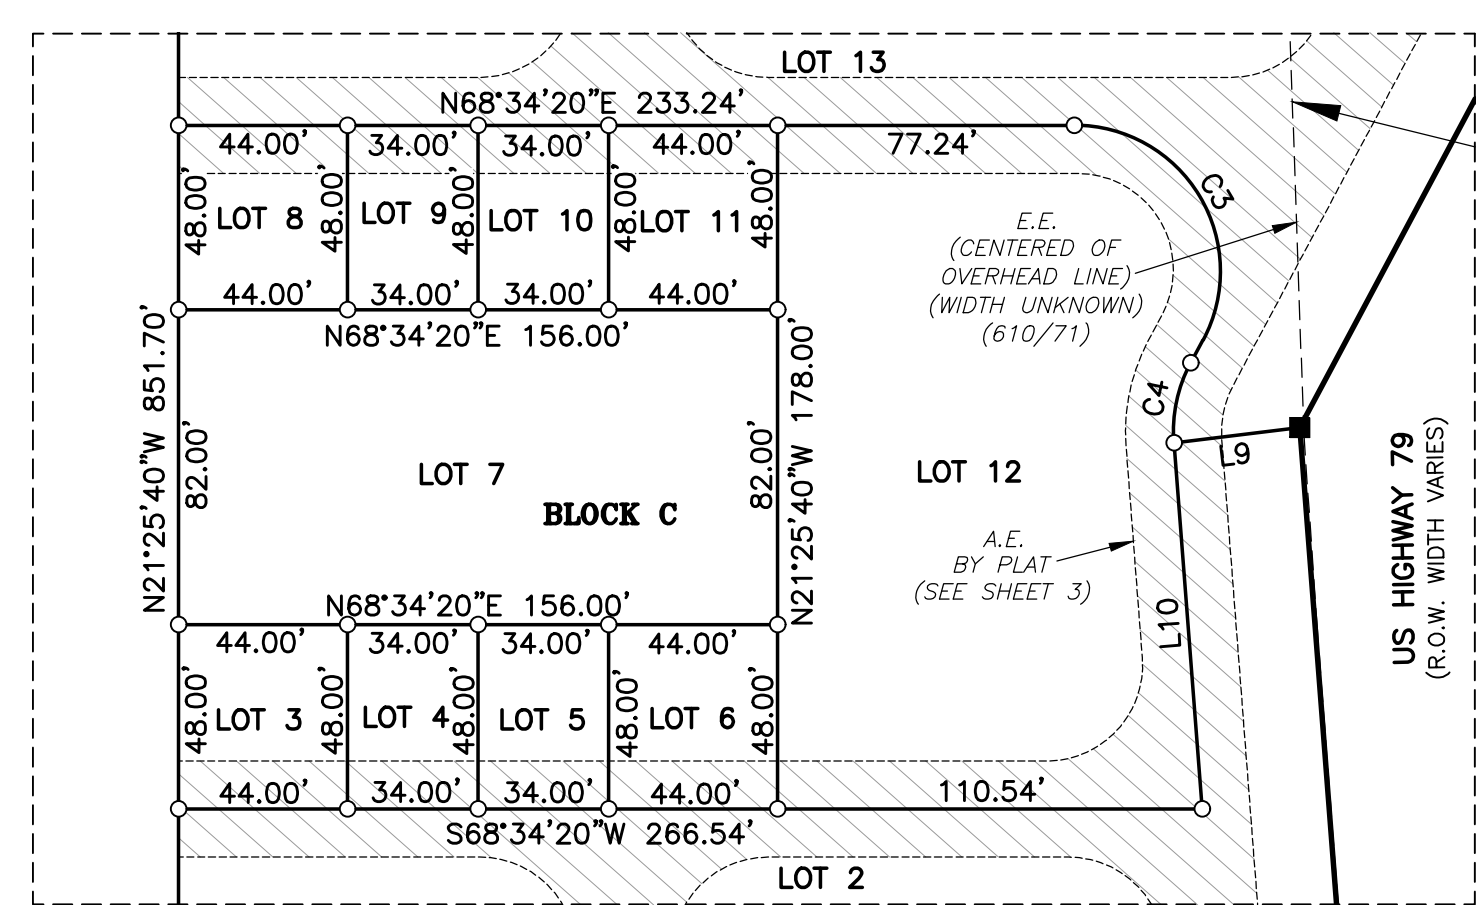 LOT 13
N68°34'20"E 233.24'
44.00'
34.00'
34.00'
44.00'
77.24'
C3
48.00'
LOT 8
48.00'
LOT 9
48.00'
LOT 10
48.00'
LOT 11
48.00'
E.E.
(CENTERED OF
OVERHEAD LINE)
(WIDTH UNKNOWN)
(610/71)
44.00'
34.00'
34.00'
44.00'
N68°34'20"E 156.00'
N21°25'40"W 851.70'
82.00'
LOT 7
BLOCK C
82.00'
N21°25'40"W 178.00'
LOT 12
C4
L9
US HIGHWAY 79
(R.O.W. WIDTH VARIES)
A.E.
BY PLAT
(SEE SHEET 3)
L10
N68°34'20"E 156.00'
44.00'
34.00'
34.00'
44.00'
48.00'
LOT 3
48.00'
LOT 4
48.00'
LOT 5
48.00'
LOT 6
48.00'
44.00'
34.00'
34.00'
44.00'
110.54'
S68°34'20"W 266.54'
LOT 2